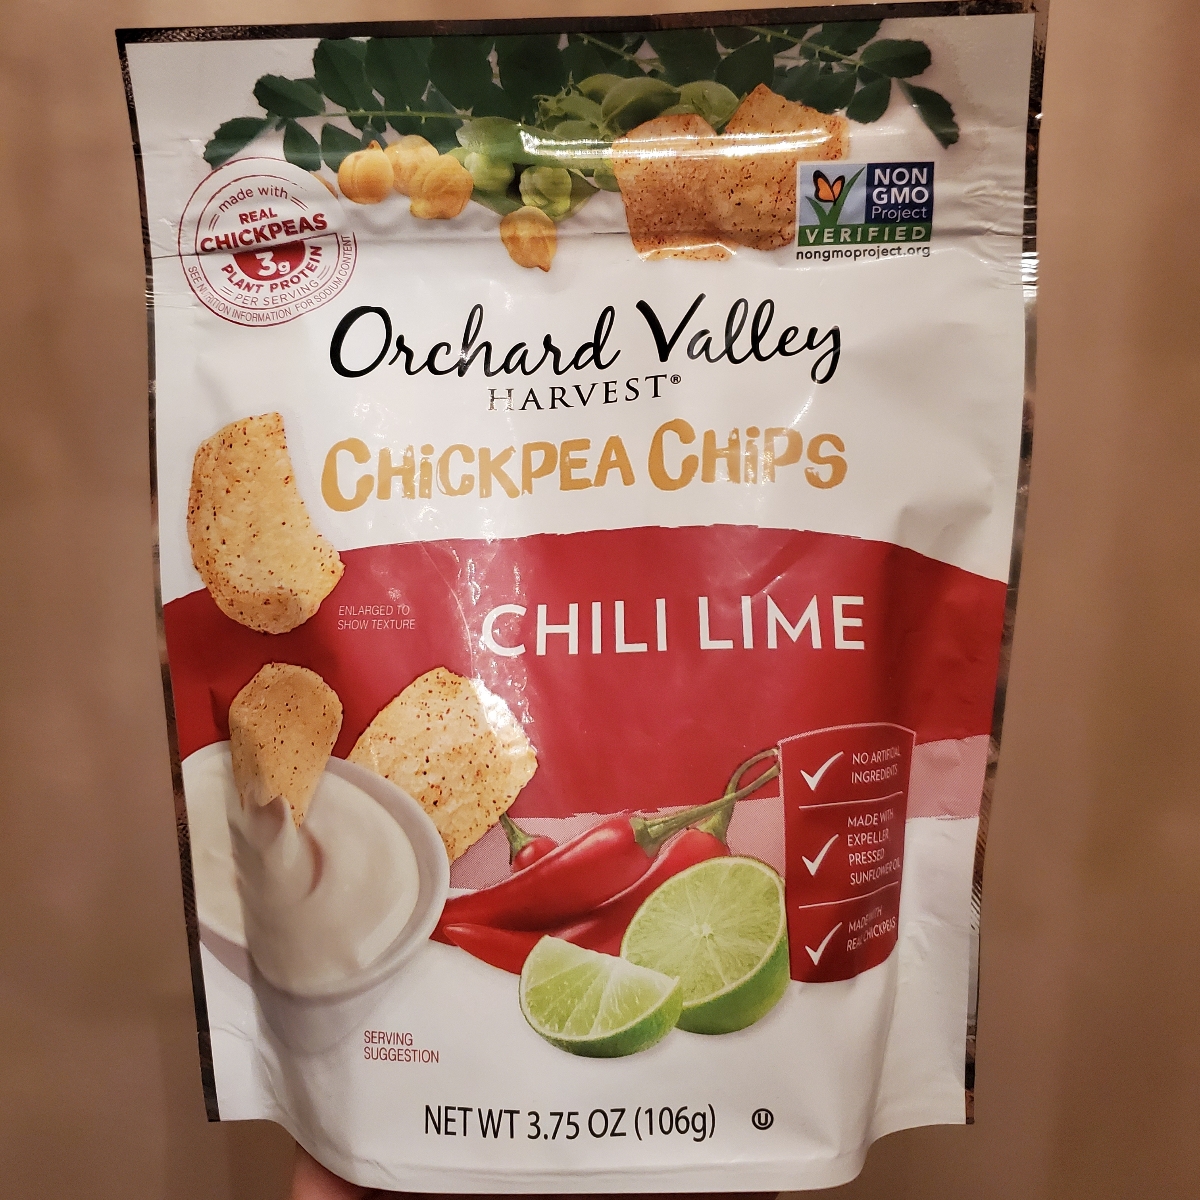 made with
REAL
CHICKPEAS
3g
PLANT PROTEIN
PER SERVING
SEE NUTRITION INFORMATION FOR SODIUM CONTENT
NON
GMO
Project
VERIFIED
nongmoproject.org
Orchard Valley
HARVEST®
CHICKPEA CHIPS
ENLARGED TO
SHOW TEXTURE
CHILI LIME
NO ARTIFICIAL
INGREDIENTS
MADE WITH
EXPELLER
PRESSED
SUNFLOWER OIL
MADE WITH
REAL CHICKPEAS
SERVING
SUGGESTION
NET WT 3.75 OZ (106g)
U